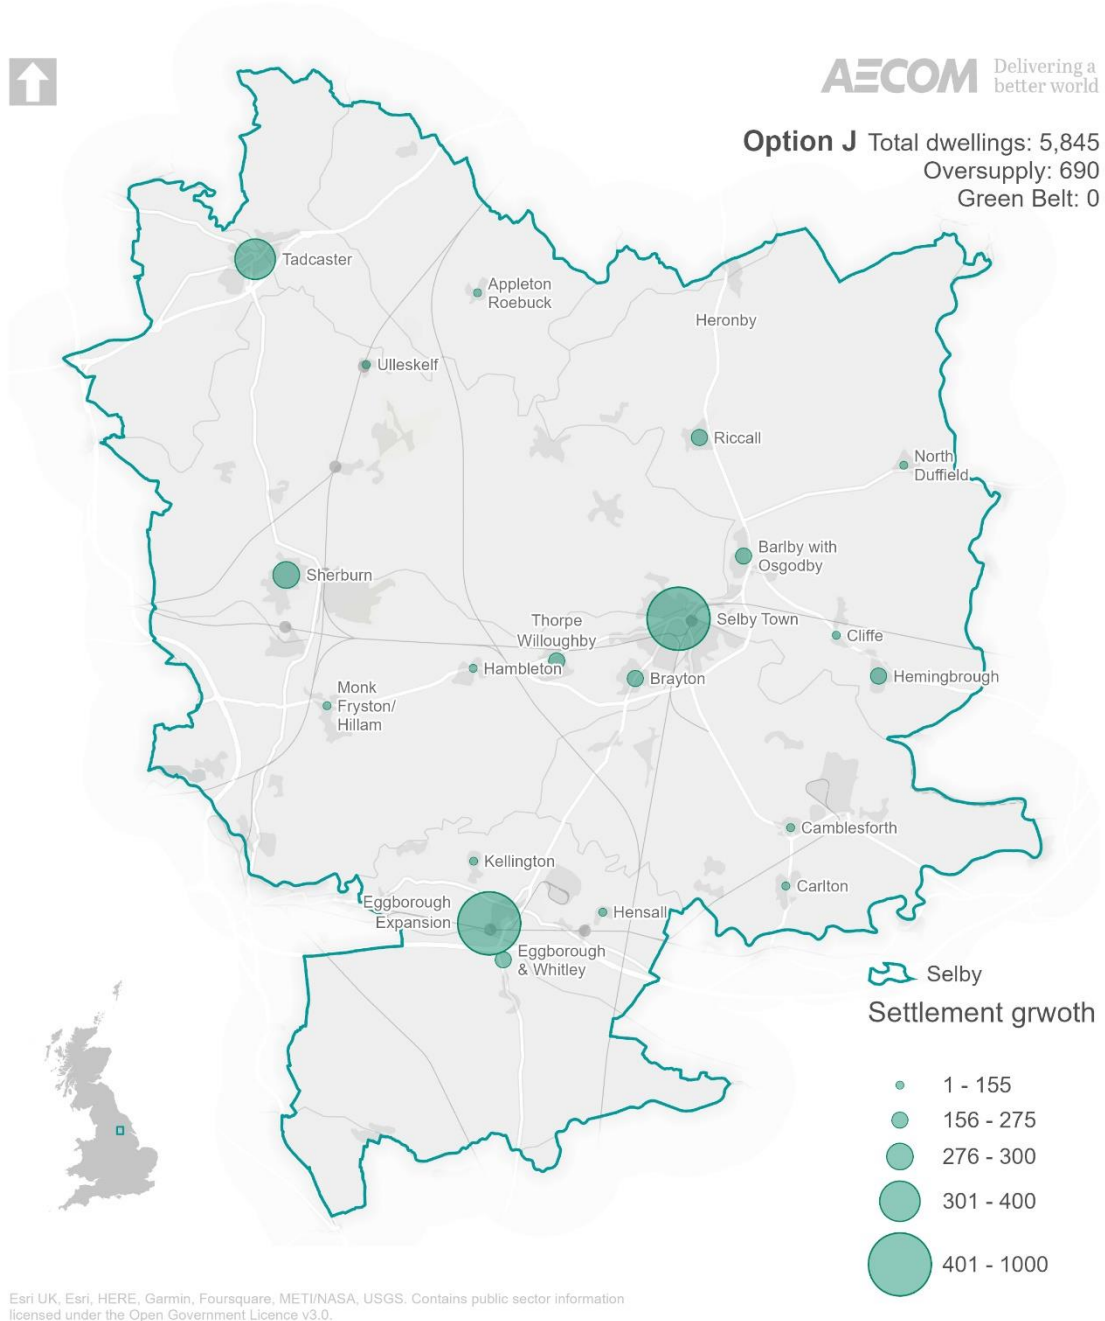 AECOM Delivering a
better world
Option J Total dwellings: 5,845
Oversupply: 690
Green Belt: 0
Tadcaster
Appleton
Roebuck
Heronby
Ulleskelf
Riccall
North
Duffield
Barlby with
Osgodby
Sherburn
Thorpe
Willoughby
Selby Town
Cliffe
Hambleton
Brayton
Hemingbrough
Monk
Fryston/
Hillam
Camblesforth
Kellington
Carlton
Eggborough
Expansion
Hensall
Eggborough
& Whitley
Selby
Settlement grwoth
1 - 155
156 - 275
276 - 300
301 - 400
401 - 1000
Esri UK, Esri, HERE, Garmin, Foursquare, METI/NASA, USGS. Contains public sector information
licensed under the Open Government Licence v3.0.